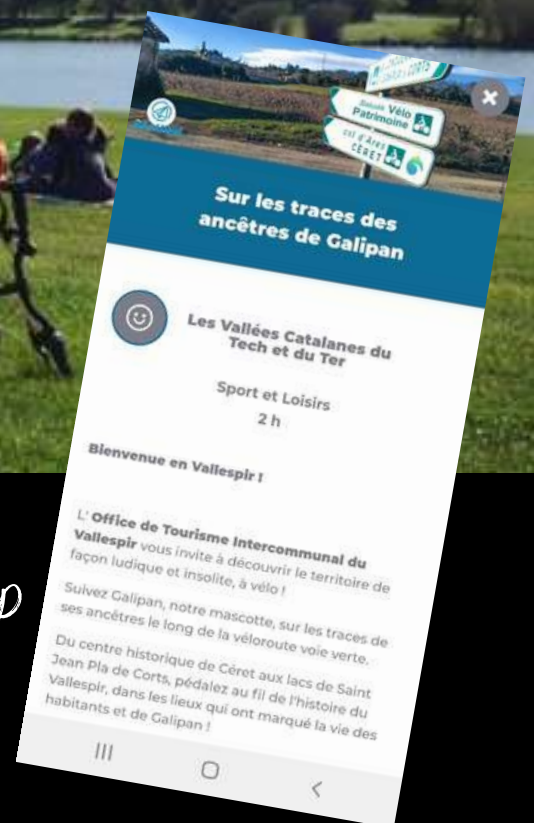 Vélo
Patrimoine
col d'Ares
CÉRET
Sur les traces des
ancêtres de Galipan
Les Vallées Catalanes du
Tech et du Ter
Sport et Loisirs
2 h
Bienvenue en Vallespir !
L' Office de Tourisme Intercommunal du
Vallespir vous invite à découvrir le territoire de
façon ludique et insolite, à vélo !
Suivez Galipan, notre mascotte, sur les traces de
ses ancêtres le long de la véloroute voie verte.
Du centre historique de Céret aux lacs de Saint
Jean Pla de Corts, pédalez au fil de l'histoire du
Vallespir, dans les lieux qui ont marqué la vie des
habitants et de Galipan !